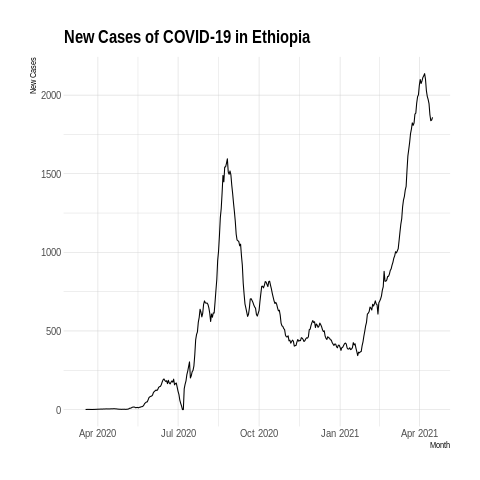 New Cases of COVID-19 in Ethiopia
New Cases
2000
1500
1000
500
0
Apr 2020 Jul 2020 Oct 2020 Jan 2021 Apr 2021
Month